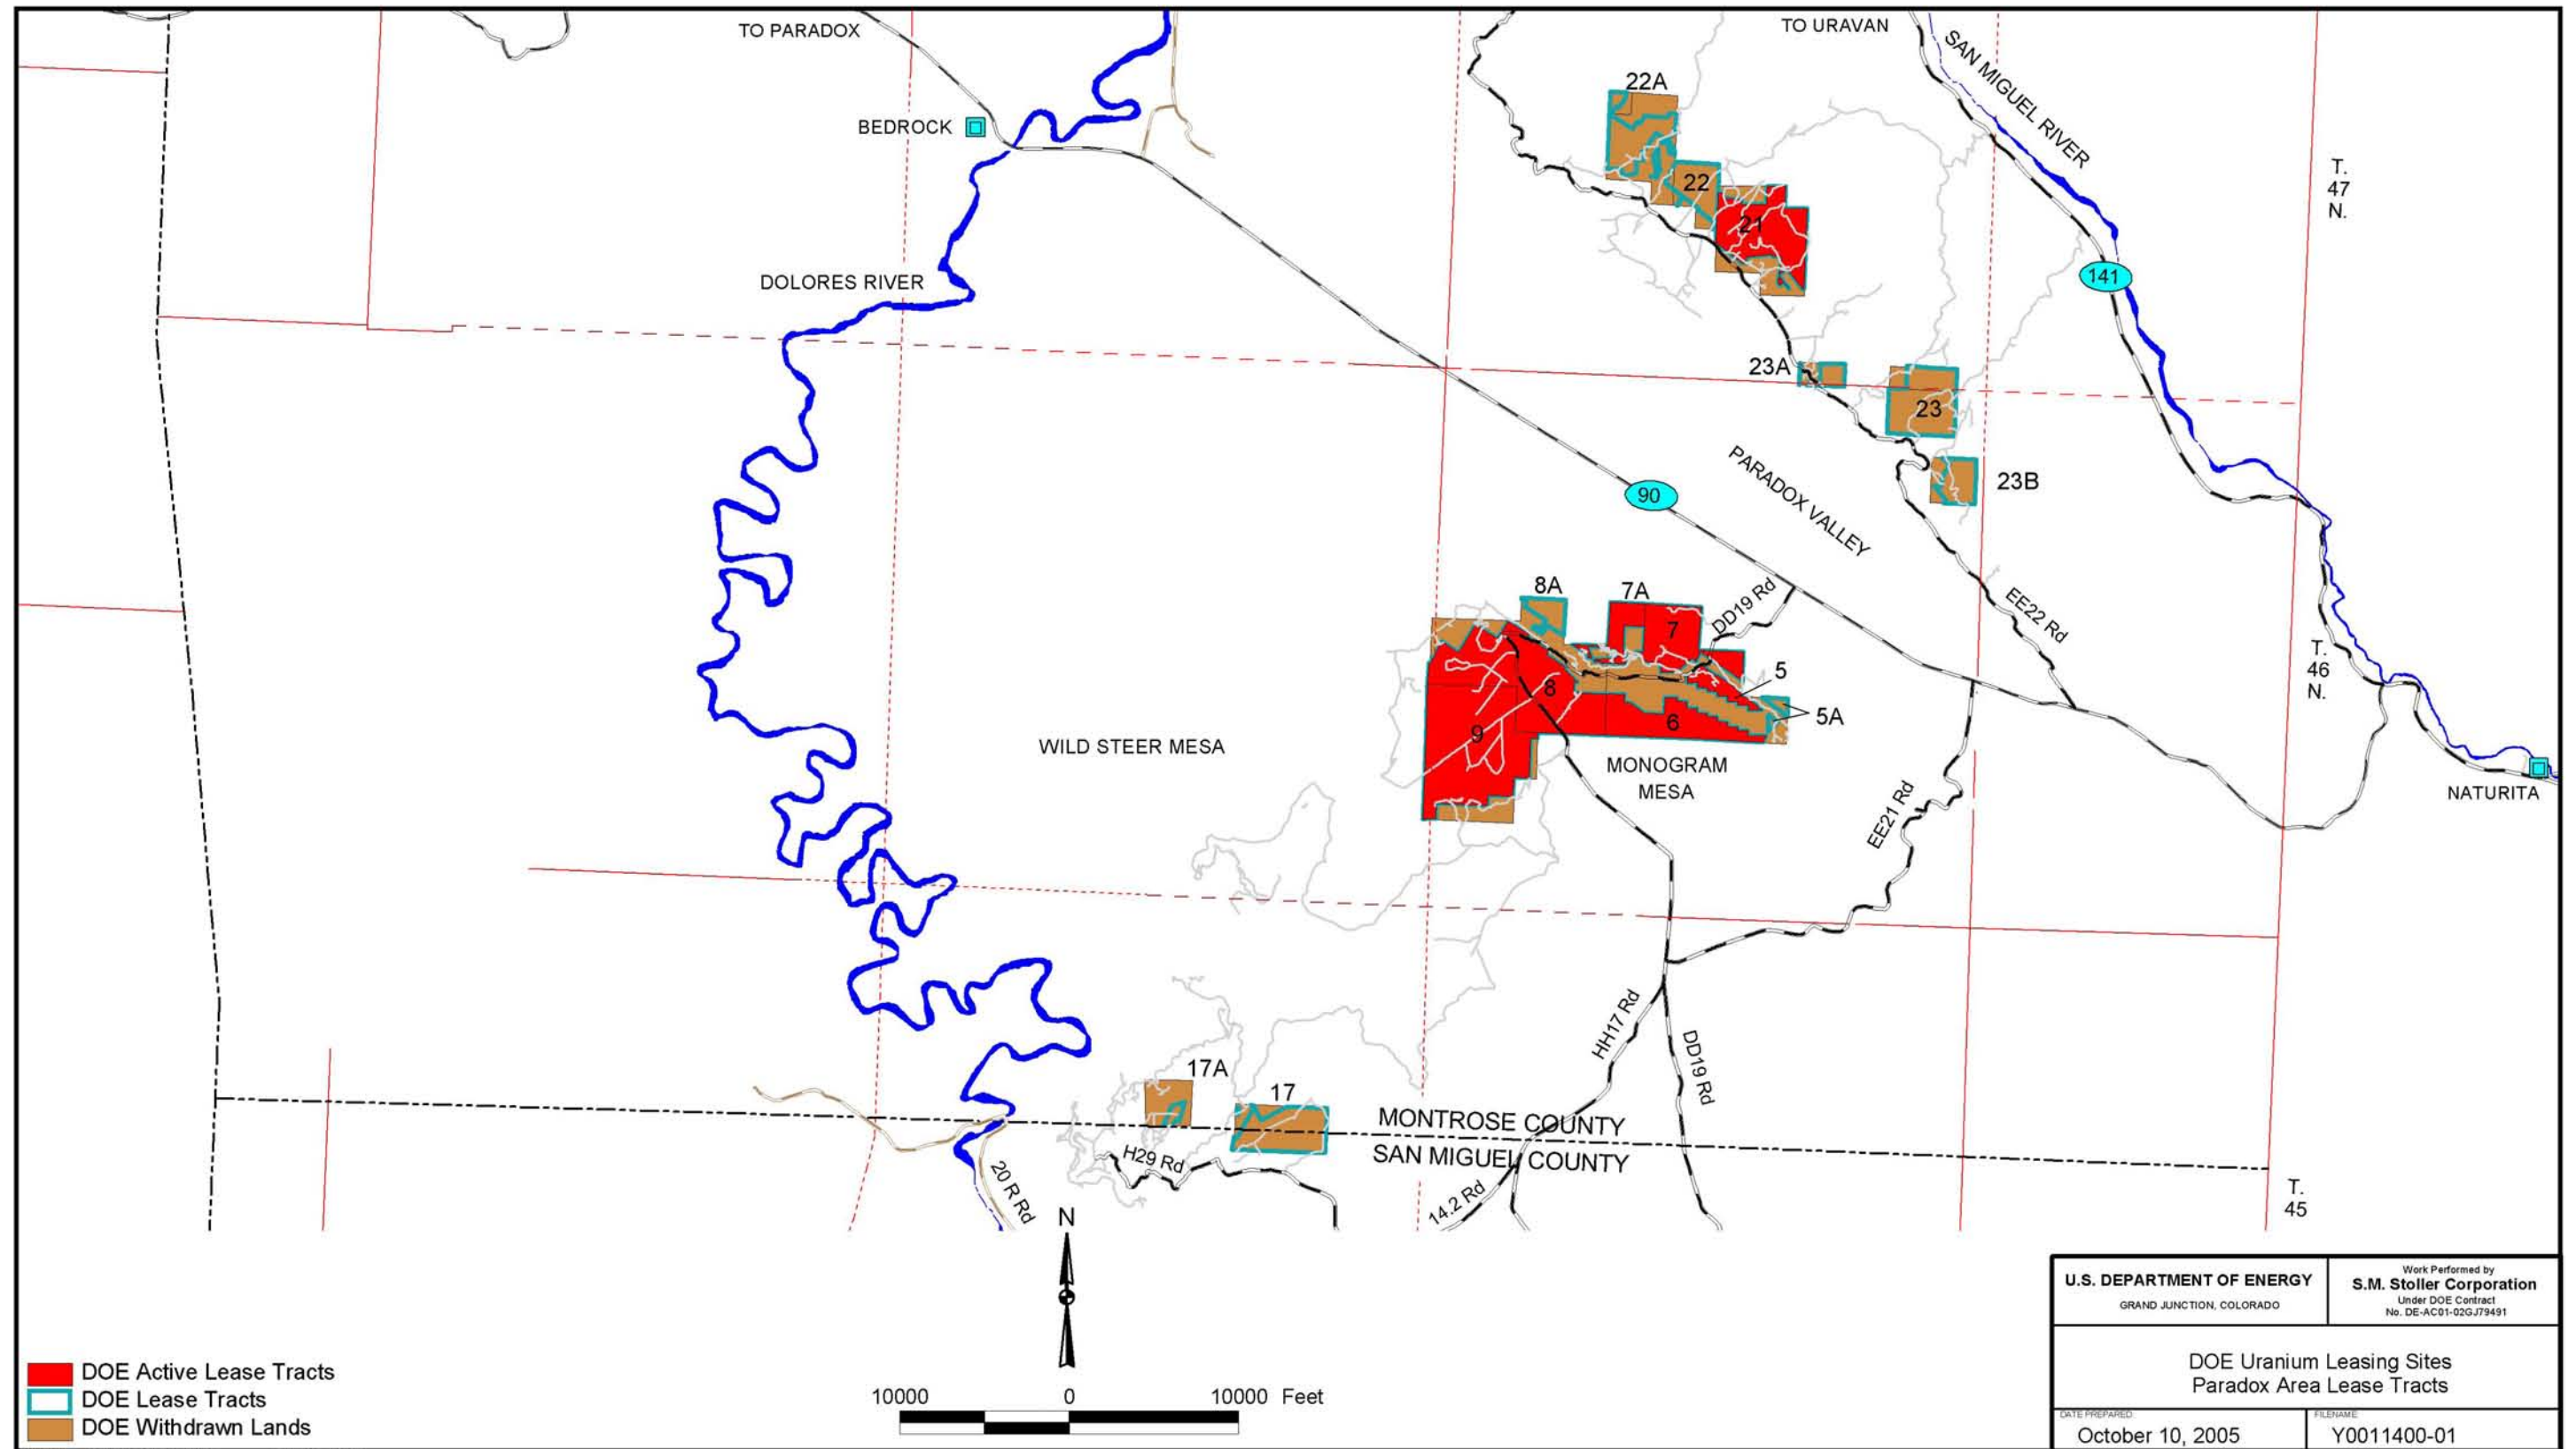 TO PARADOX
TO URAVAN
SAN MIGUEL RIVER
22A
BEDROCK
T.
47
N.
22
21
141
DOLORES RIVER
23A
23
PARADOX VALLEY
23B
90
8A
7A
DD19 Rd
EE22 Rd
7
T.
46
N.
5
8
5A
6
9
WILD STEER MESA
MONOGRAM
MESA
EE21 Rd
NATURITA
HH17 Rd
DD19 Rd
17A
17
MONTROSE COUNTY
SAN MIGUEL COUNTY
H29 Rd
20 R Rd
14.2 Rd
T.
45
N
U.S. DEPARTMENT OF ENERGY
GRAND JUNCTION, COLORADO
Work Performed by
S.M. Stoller Corporation
Under DOE Contract
No. DE-AC01-02GJ79491
DOE Uranium Leasing Sites
Paradox Area Lease Tracts
DATE PREPARED:
October 10, 2005
FILENAME:
Y0011400-01
DOE Active Lease Tracts
DOE Lease Tracts
DOE Withdrawn Lands
10000 0 10000 Feet